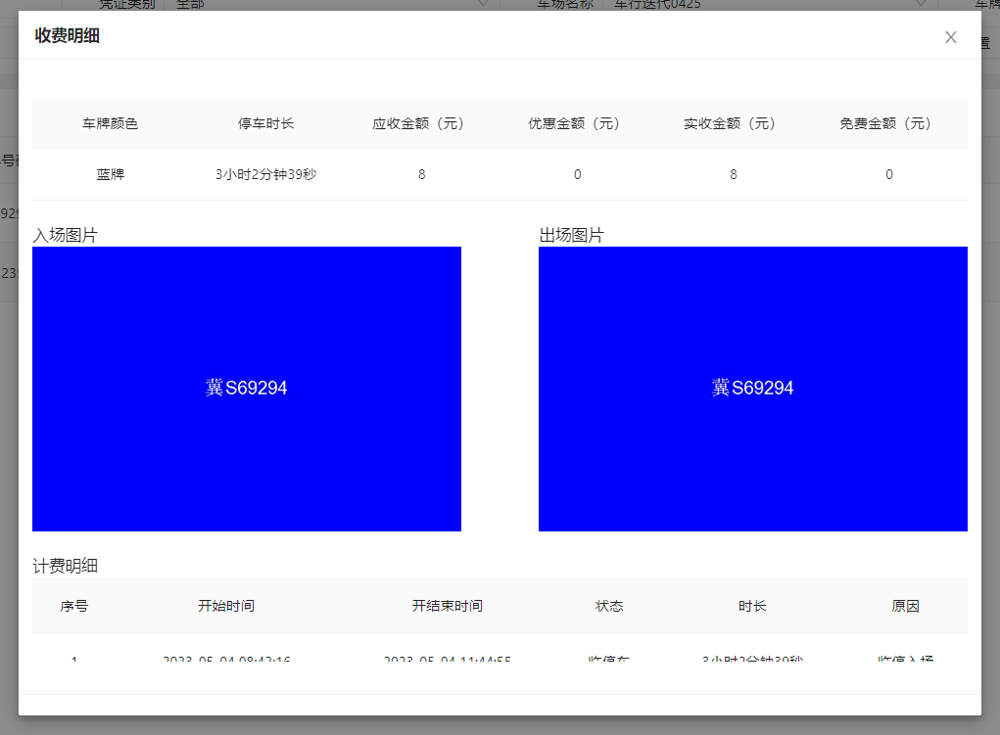 凭证类别 全部 车场名称 车行迭代0425 车牌
收费明细
置
车牌颜色 停车时长 应收金额（元） 优惠金额（元） 实收金额（元） 免费金额（元）
号码
蓝牌 3小时2分钟39秒 8 0 8 0
929
入场图片 出场图片
235
冀S69294 冀S69294
计费明细
序号 开始时间 开结束时间 状态 时长 原因
1 2023-05-04 08:42:16 2023-05-04 11:44:55 临停车 3小时2分钟39秒 临停入场